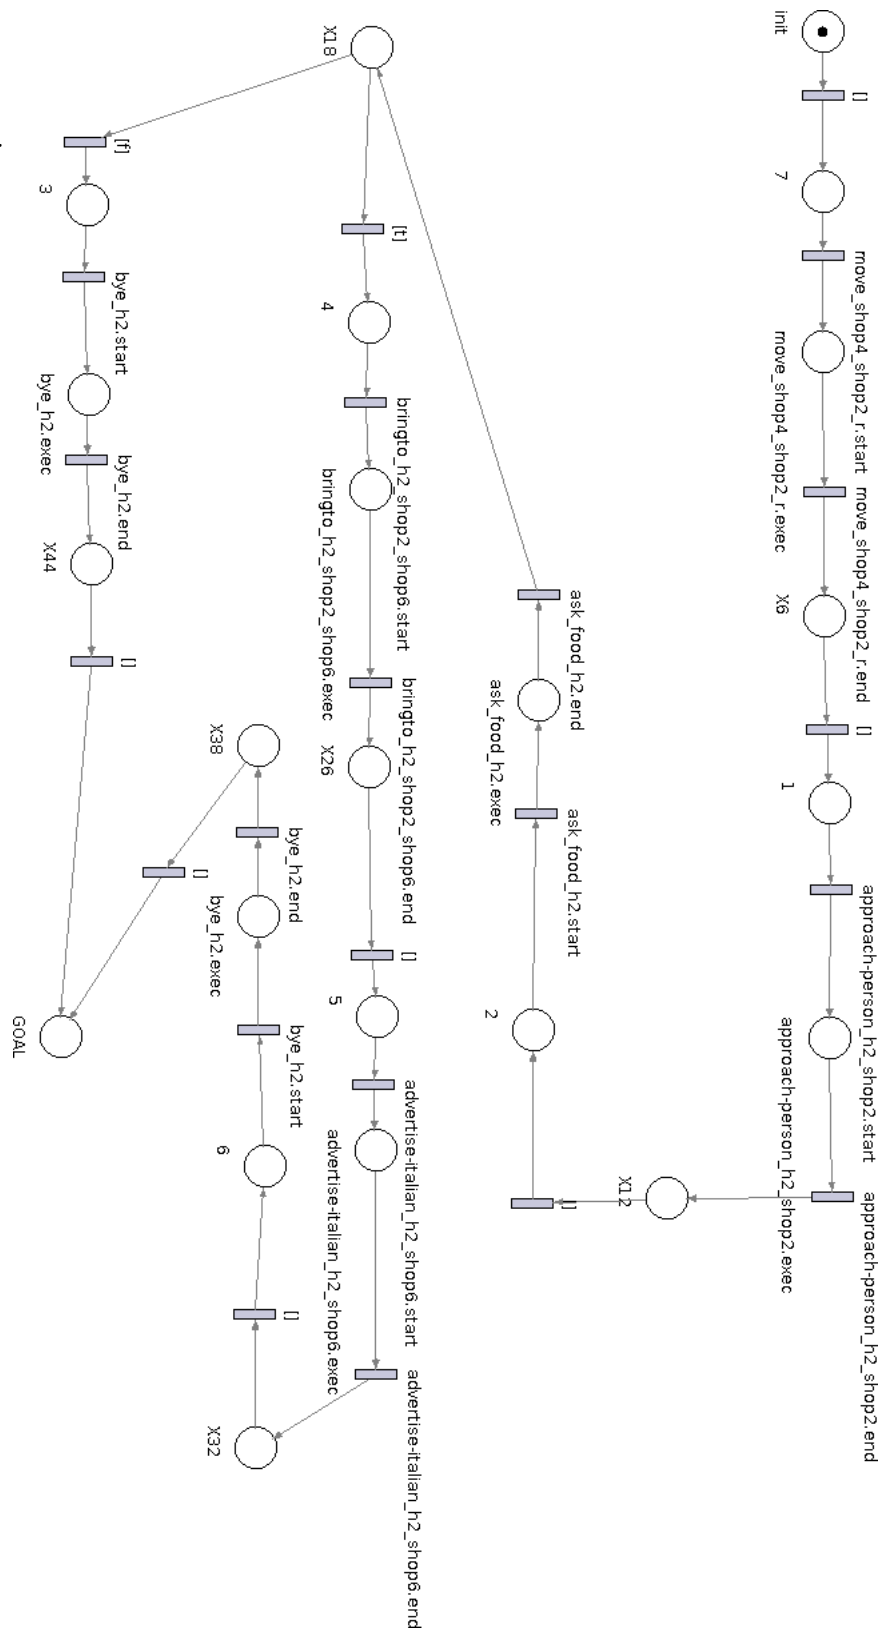 init
[]
7
move_shop4_shop2_r.start
move_shop4_shop2_r.exec
move_shop4_shop2_r.end
X6
[]
1
approach-person_h2_shop2.start
approach-person_h2_shop2.exec
approach-person_h2_shop2.end
X12
[]
2
ask_food_h2.start
ask_food_h2.exec
ask_food_h2.end
X18
[t]
4
bringto_h2_shop2_shop6.start
bringto_h2_shop2_shop6.exec
bringto_h2_shop2_shop6.end
X26
[]
5
advertise-italian_h2_shop6.start
advertise-italian_h2_shop6.exec
advertise-italian_h2_shop6.end
X32
[]
6
bye_h2.start
bye_h2.exec
bye_h2.end
X38
[]
[f]
3
bye_h2.start
bye_h2.exec
bye_h2.end
X44
[]
GOAL